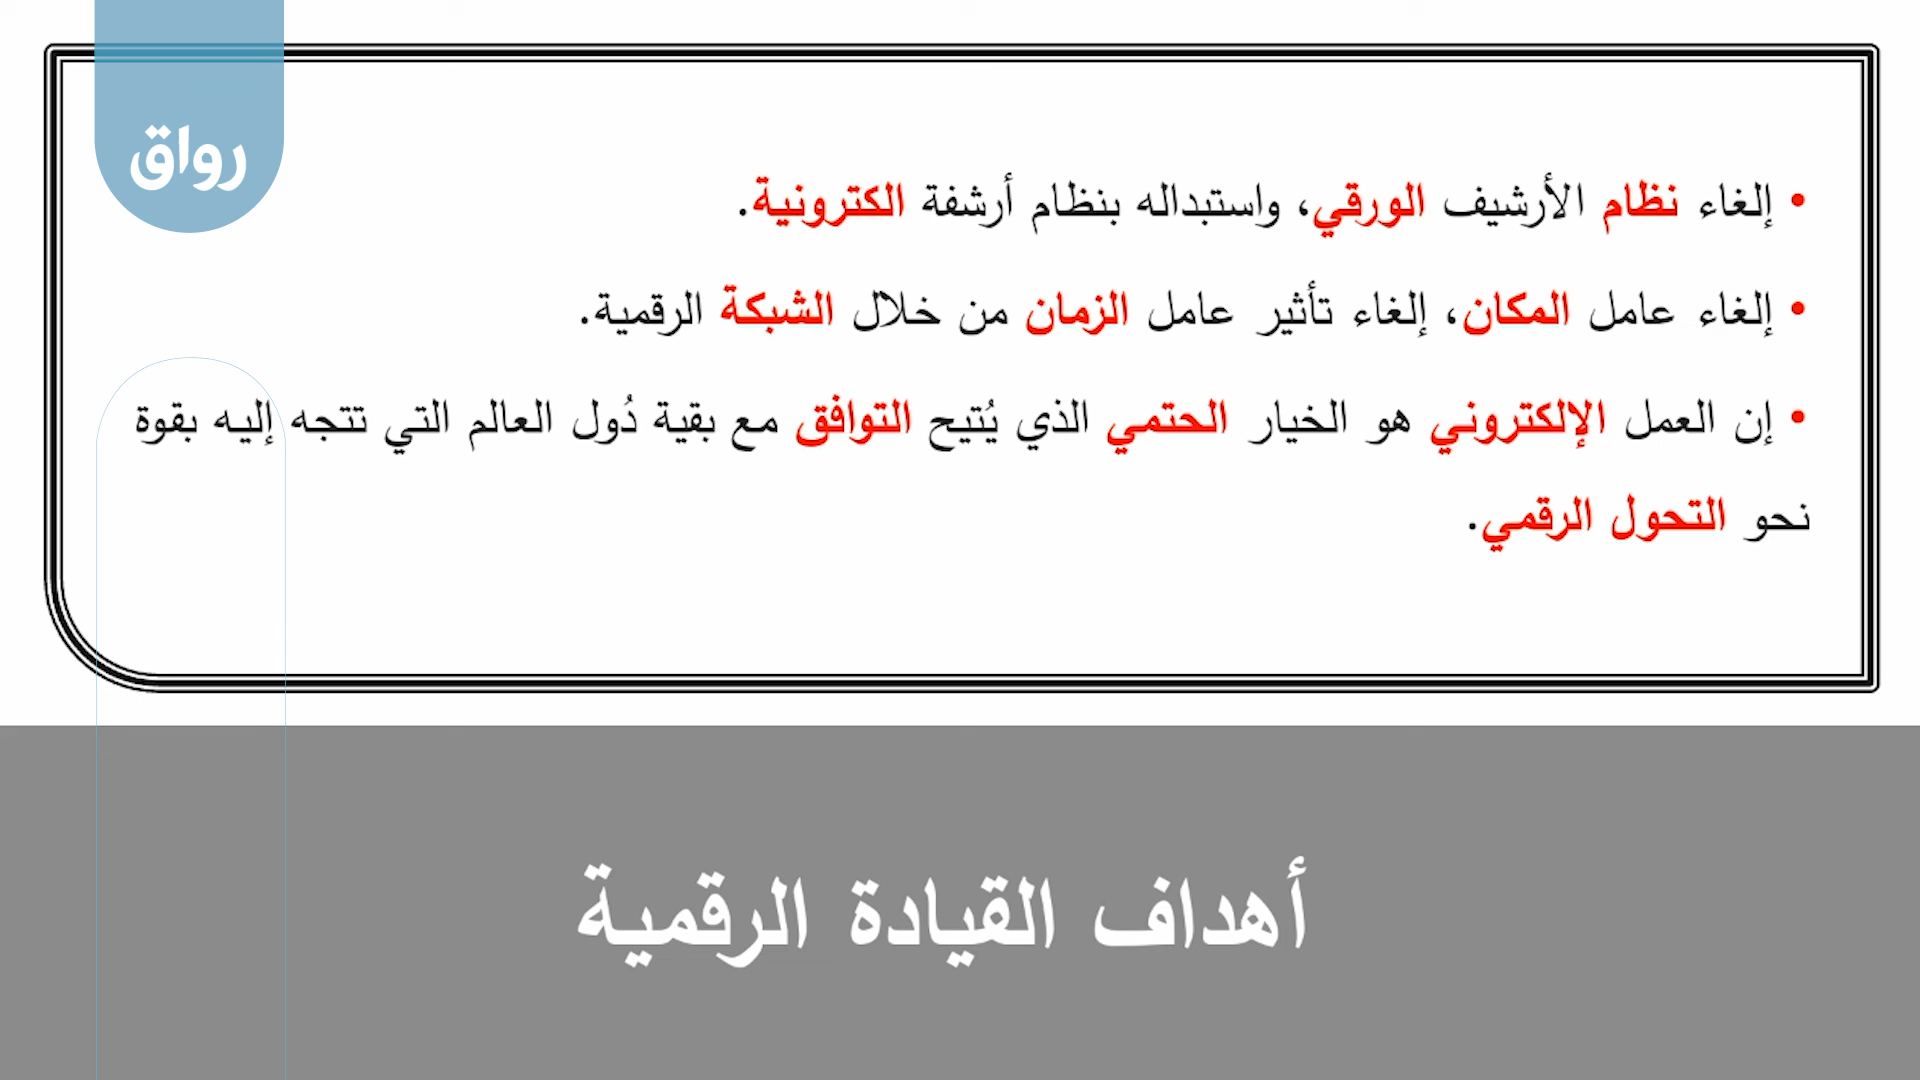 رواق
• إلغاء نظام الأرشيف الورقي، واستبداله بنظام أرشفة الكترونية.
• إلغاء عامل المكان، إلغاء تأثير عامل الزمان من خلال الشبكة الرقمية.
• إن العمل الإلكتروني هو الخيار الحتمي الذي يُتيح التوافق مع بقية دُول العالم التي تتجه إليه بقوة
نحو التحول الرقمي.
أهداف القيادة الرقمية